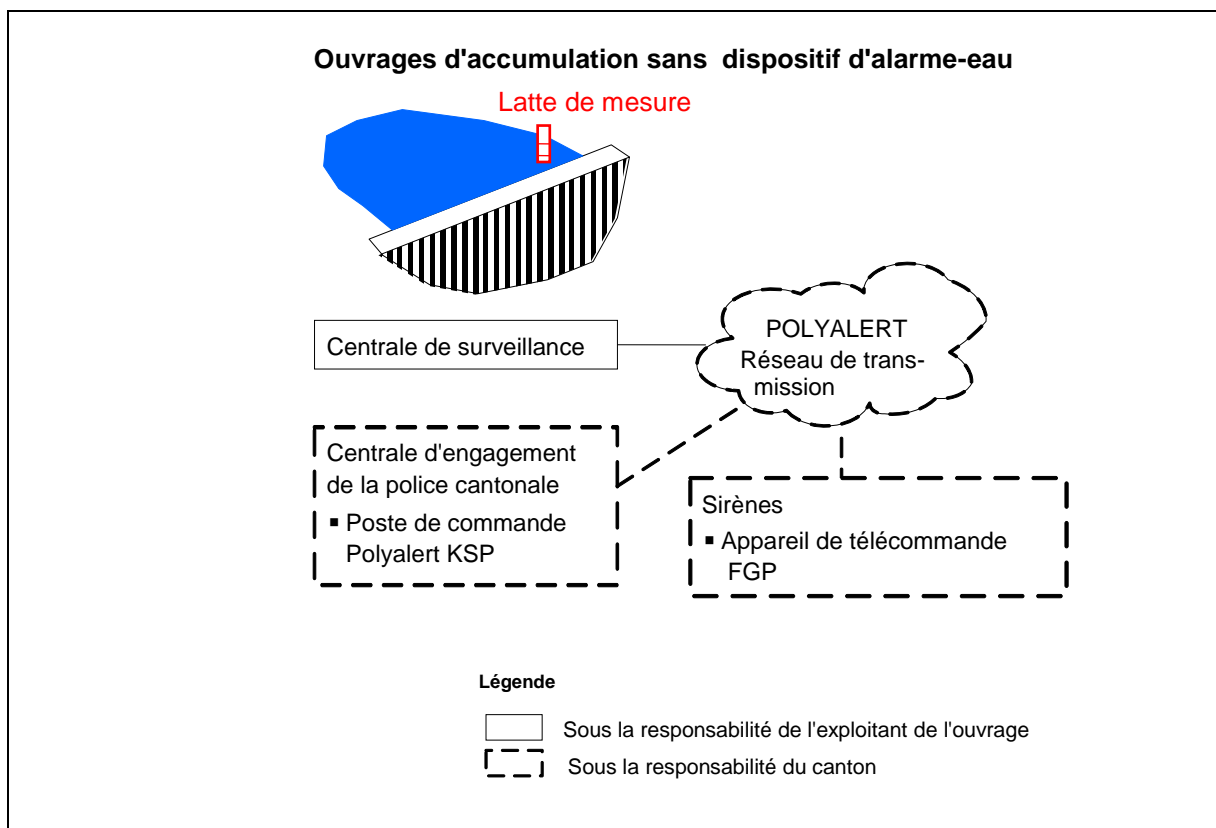 Ouvrages d'accumulation sans dispositif d'alarme-eau
Latte de mesure
POLYALERT
Réseau de trans-
mission
Centrale de surveillance
Centrale d'engagement
de la police cantonale
▪ Poste de commande
Polyalert KSP
Sirènes
▪ Appareil de télécommande
FGP
Légende
Sous la responsabilité de l'exploitant de l'ouvrage
Sous la responsabilité du canton